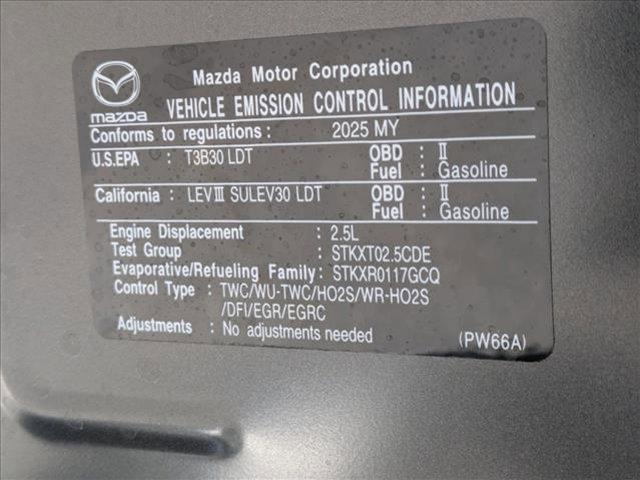 Mazda Motor Corporation
mazda
VEHICLE EMISSION CONTROL INFORMATION
Conforms to regulations : 2025 MY
U.S.EPA : T3B30 LDT OBD : II
Fuel : Gasoline
California : LEV III SULEV30 LDT OBD : II
Fuel : Gasoline
Engine Displacement : 2.5L
Test Group : STKXT02.5CDE
Evaporative/Refueling Family : STKXR0117GCQ
Control Type : TWC/WU-TWC/HO2S/WR-HO2S
/DFI/EGR/EGRC
Adjustments : No adjustments needed
(PW66A)